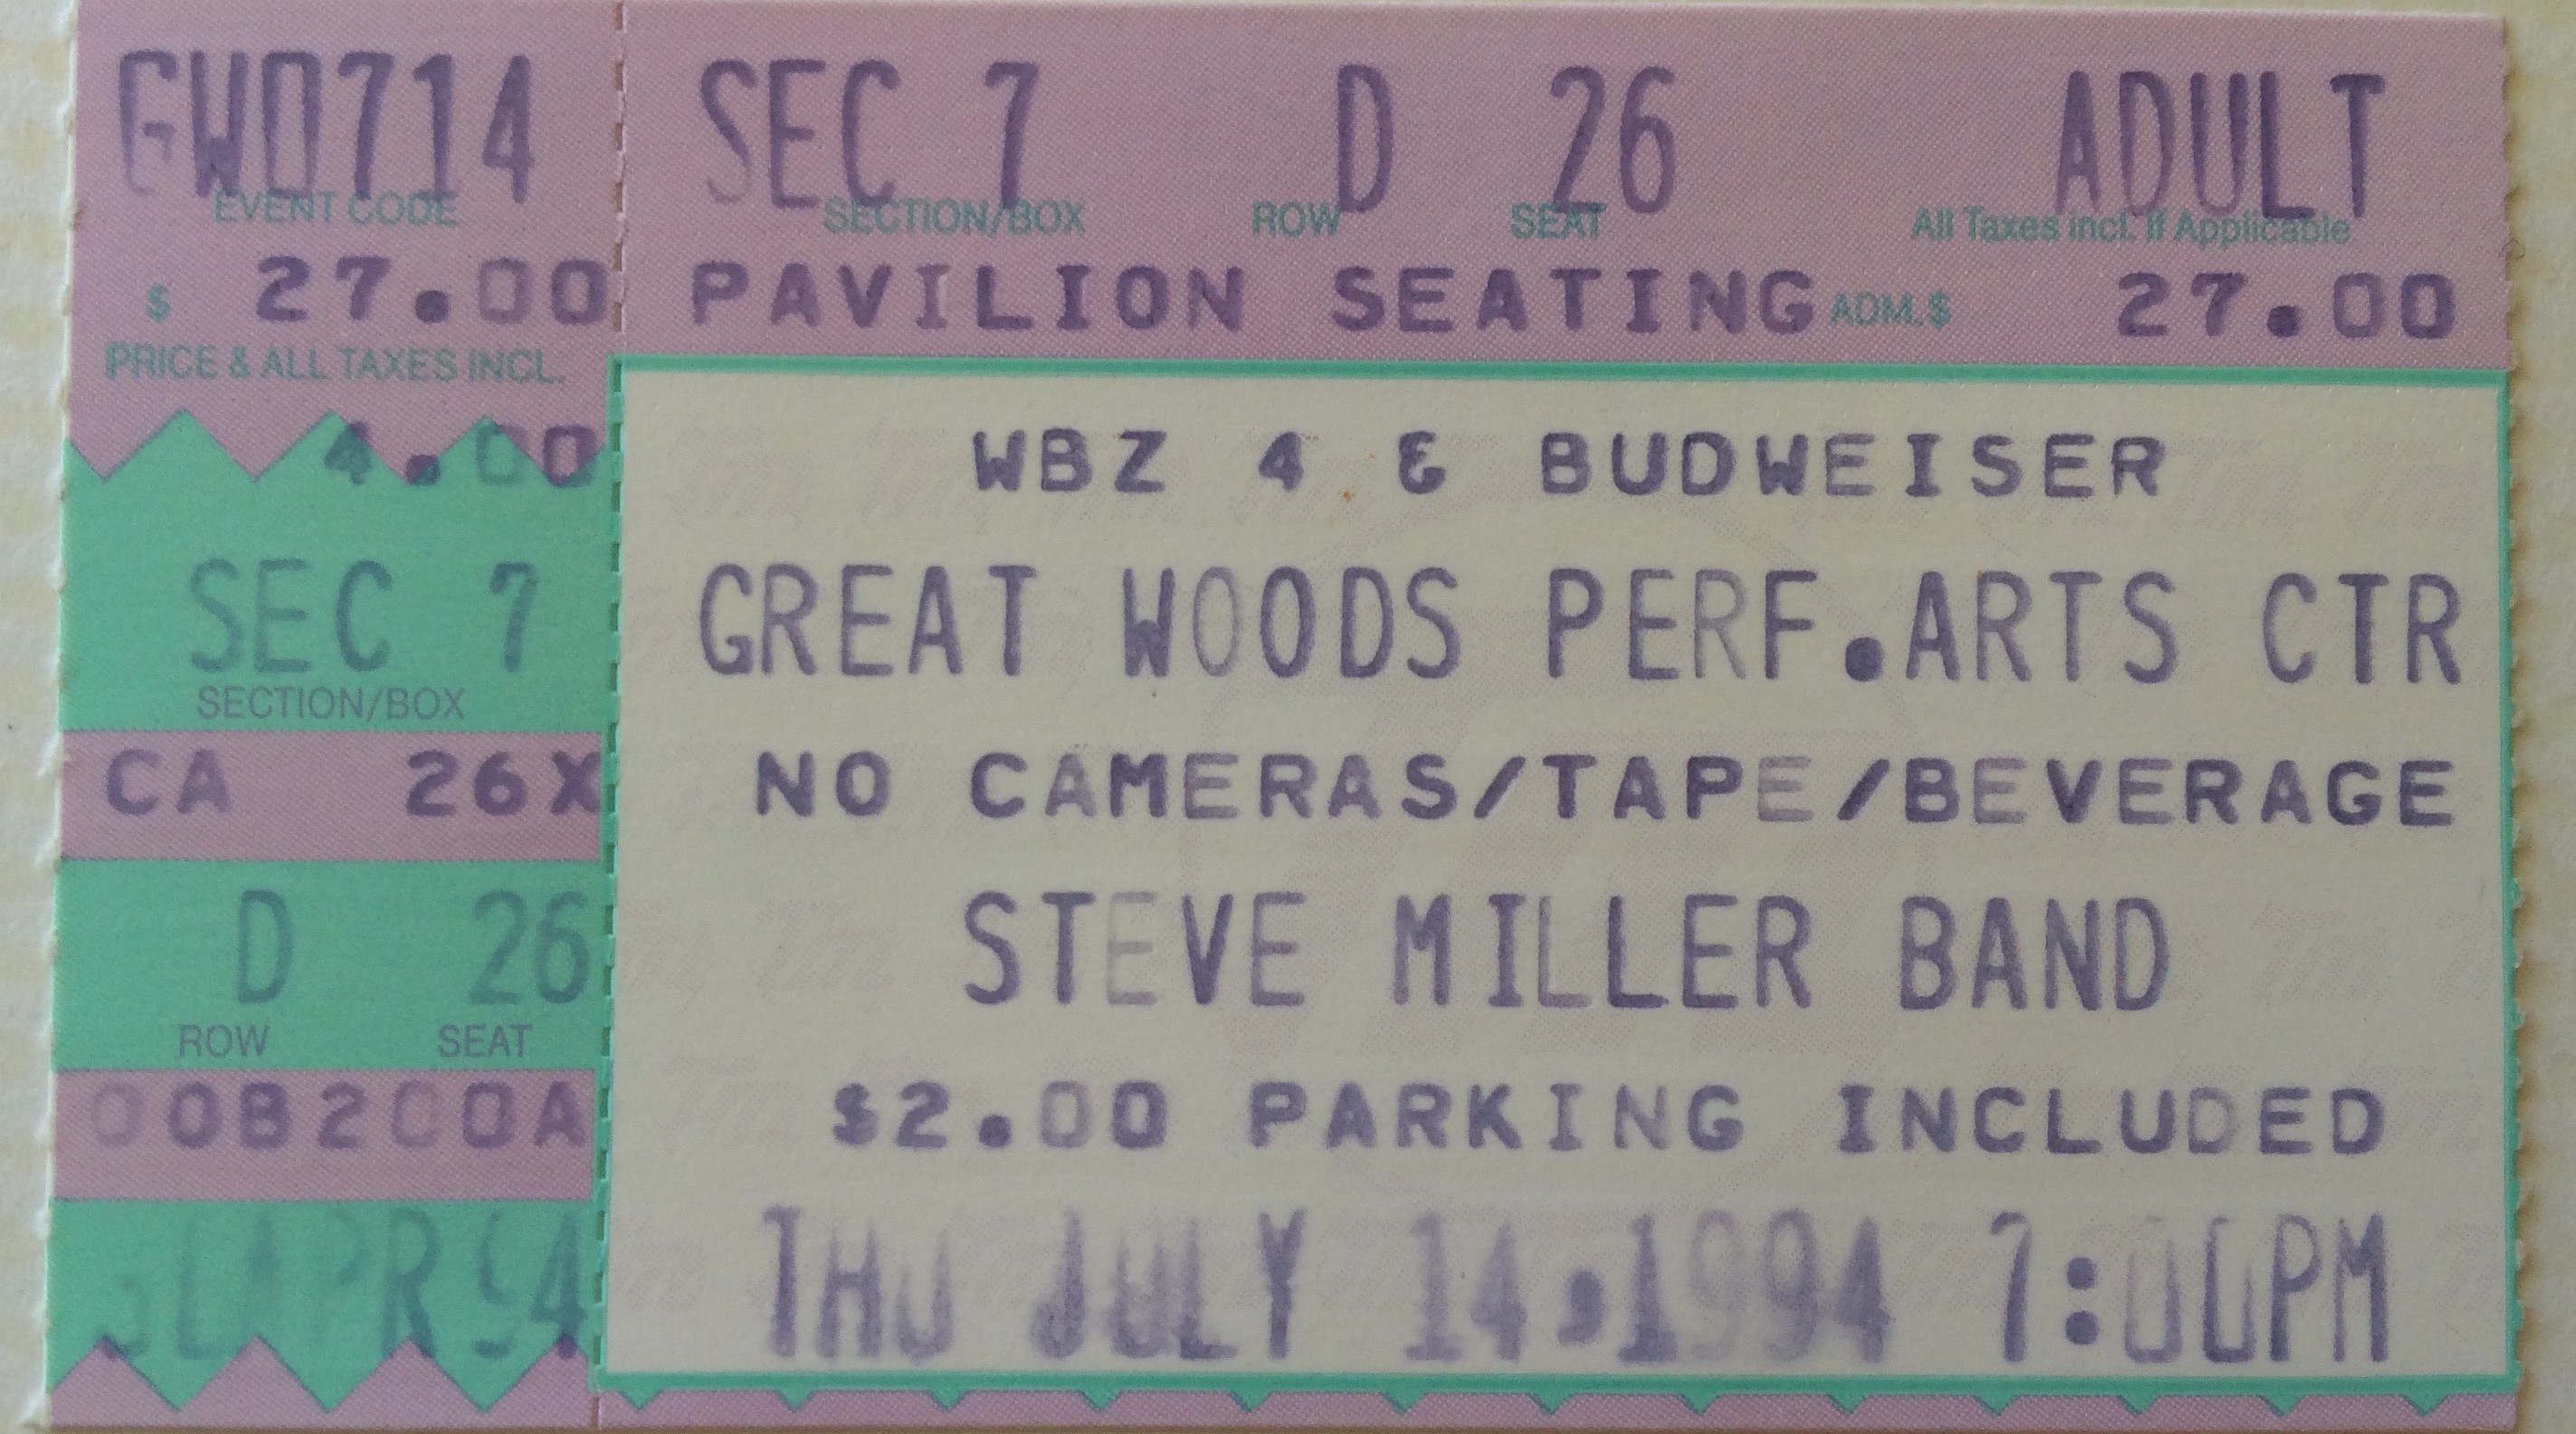 GW0714 SEC 7 D 26 ADULT
EVENT CODE SECTION/BOX ROW SEAT All Taxes incl. If Applicable
$ 27.00 PAVILION SEATING ADM.$ 27.00
PRICE & ALL TAXES INCL.
4.00
SEC 7
SECTION/BOX
CA 26X
D 26
ROW SEAT
00B200A
WBZ 4 & BUDWEISER
GREAT WOODS PERF.ARTS CTR
NO CAMERAS/TAPE/BEVERAGE
STEVE MILLER BAND
$2.00 PARKING INCLUDED
THU JULY 14,1994 7:00PM